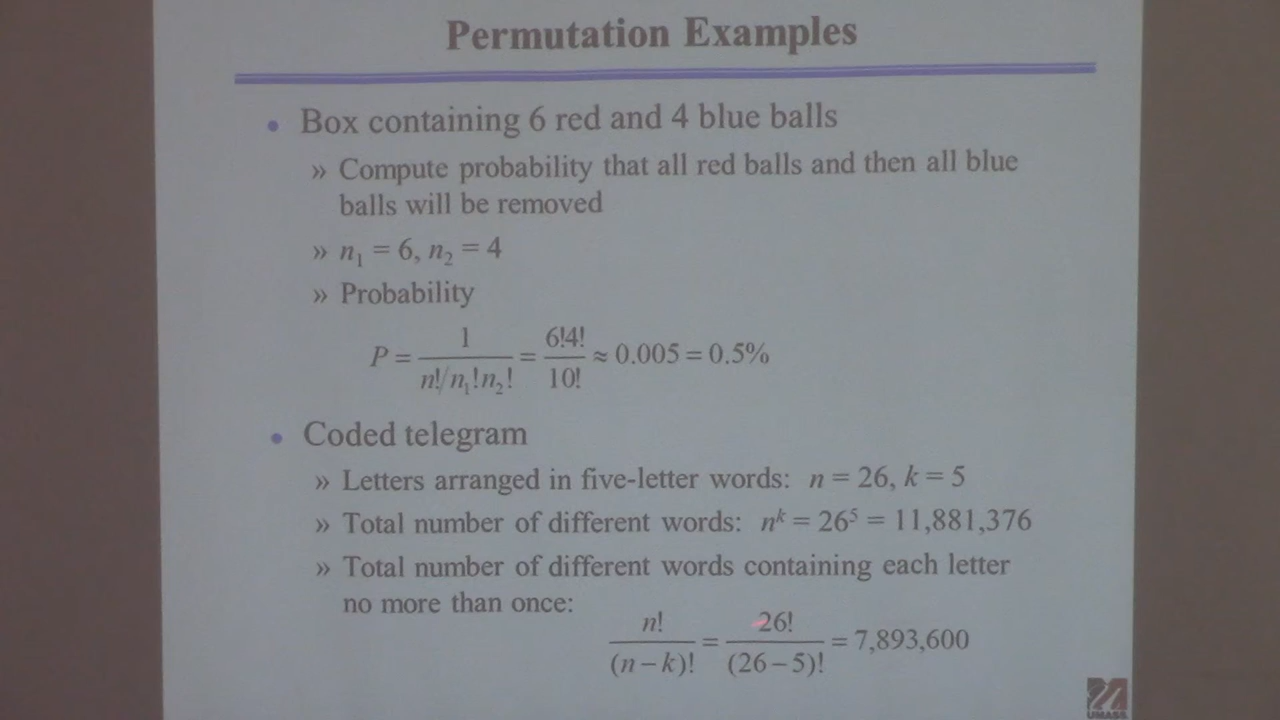 Permutation Examples
• Box containing 6 red and 4 blue balls
» Compute probability that all red balls and then all blue
balls will be removed
» n₁ = 6, n₂ = 4
» Probability
P = 1 / (n!/n₁!n₂!) = 6!4! / 10! ≈ 0.005 = 0.5%
• Coded telegram
» Letters arranged in five-letter words: n = 26, k = 5
» Total number of different words: nᵏ = 26⁵ = 11,881,376
» Total number of different words containing each letter
no more than once:
n! / (n – k)! = 26! / (26 – 5)! = 7,893,600
UMASS